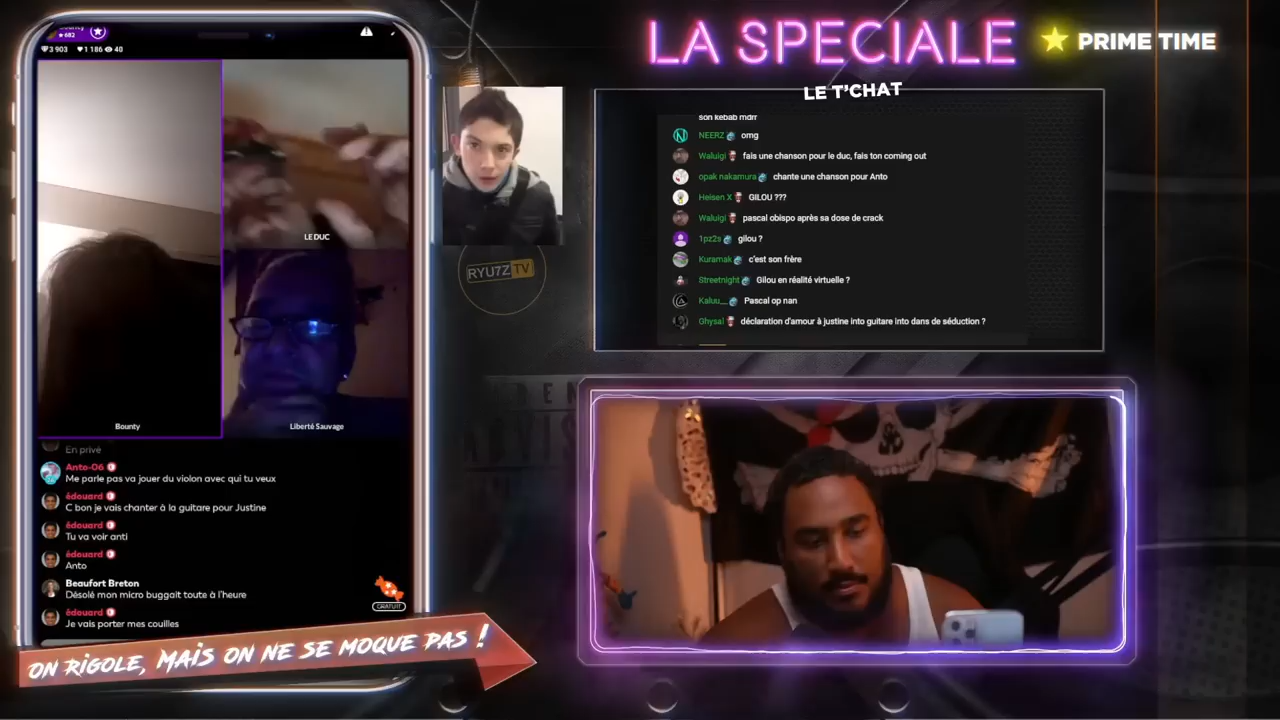 682
3 903 1 186 40
LE DUC
Bounty
Liberté Sauvage
En privé
Anto-06
Me parle pas va jouer du violon avec qui tu veux
édouard
C bon je vais chanter à la guitare pour Justine
édouard
Tu va voir anti
édouard
Anto
Beaufort Breton
Désolé mon micro buggait toute à l'heure
édouard
Je vais porter mes couilles
GRATUIT
ON RIGOLE, MAIS ON NE SE MOQUE PAS !
RYU7Z TV
LA SPECIALE
PRIME TIME
LE T'CHAT
son kebab mdrr
NEERZ omg
Waluigi fais une chanson pour le duc, fais ton coming out
opak nakamura chante une chanson pour Anto
Heisen X GILOU ???
Waluigi pascal obispo après sa dose de crack
1pz2s gilou ?
Kuramak c'est son frère
Streetnight Gilou en réalité virtuelle ?
Kaluu__ Pascal op nan
Ghysal déclaration d'amour à justine into guitare into dans de séduction ?